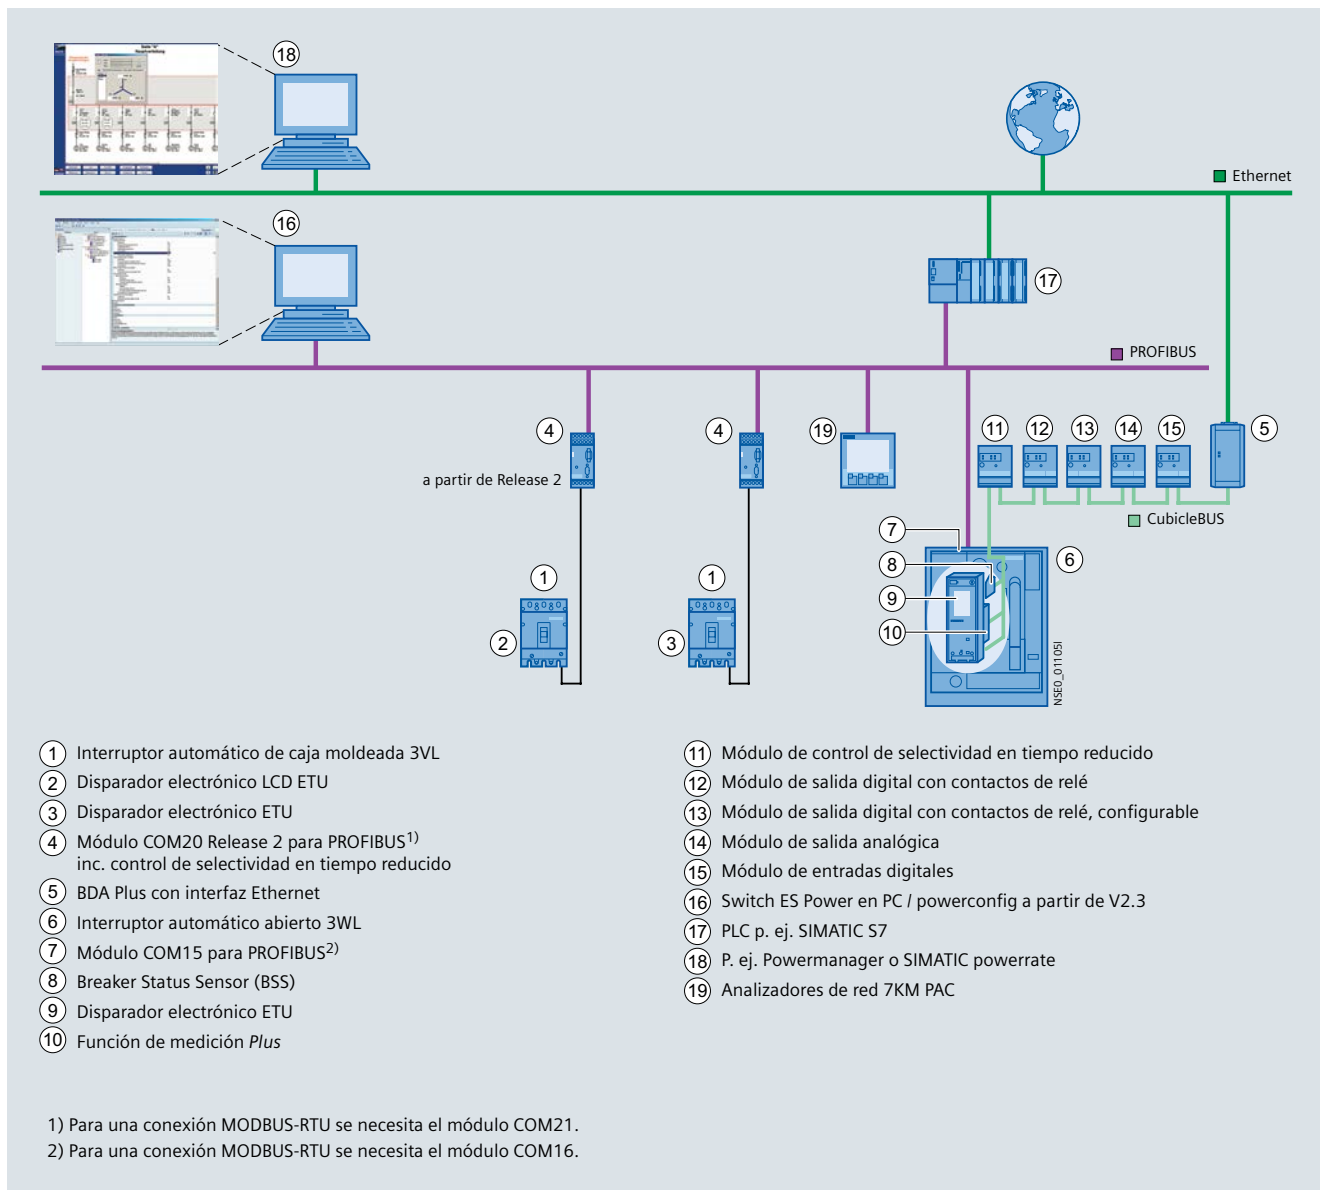 18
Ethernet
16
17
PROFIBUS
4
4
19
11
12
13
14
15
5
a partir de Release 2
CubicleBUS
7
6
8
1
1
9
10
2
3
NSE0_01105l
1 Interruptor automático de caja moldeada 3VL
2 Disparador electrónico LCD ETU
3 Disparador electrónico ETU
4 Módulo COM20 Release 2 para PROFIBUS1)
inc. control de selectividad en tiempo reducido
5 BDA Plus con interfaz Ethernet
6 Interruptor automático abierto 3WL
7 Módulo COM15 para PROFIBUS2)
8 Breaker Status Sensor (BSS)
9 Disparador electrónico ETU
10 Función de medición Plus
11 Módulo de control de selectividad en tiempo reducido
12 Módulo de salida digital con contactos de relé
13 Módulo de salida digital con contactos de relé, configurable
14 Módulo de salida analógica
15 Módulo de entradas digitales
16 Switch ES Power en PC / powerconfig a partir de V2.3
17 PLC p. ej. SIMATIC S7
18 P. ej. Powermanager o SIMATIC powerrate
19 Analizadores de red 7KM PAC
1) Para una conexión MODBUS-RTU se necesita el módulo COM21.
2) Para una conexión MODBUS-RTU se necesita el módulo COM16.